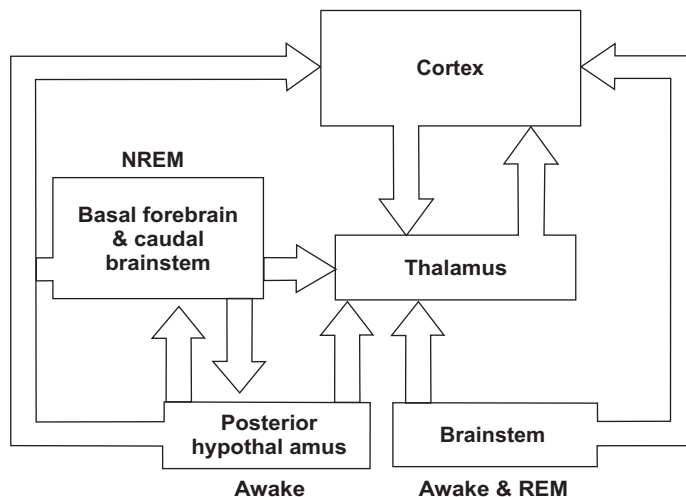 Cortex
NREM
Basal forebrain
& caudal
brainstem
Thalamus
Posterior
hypothal amus
Brainstem
Awake
Awake & REM